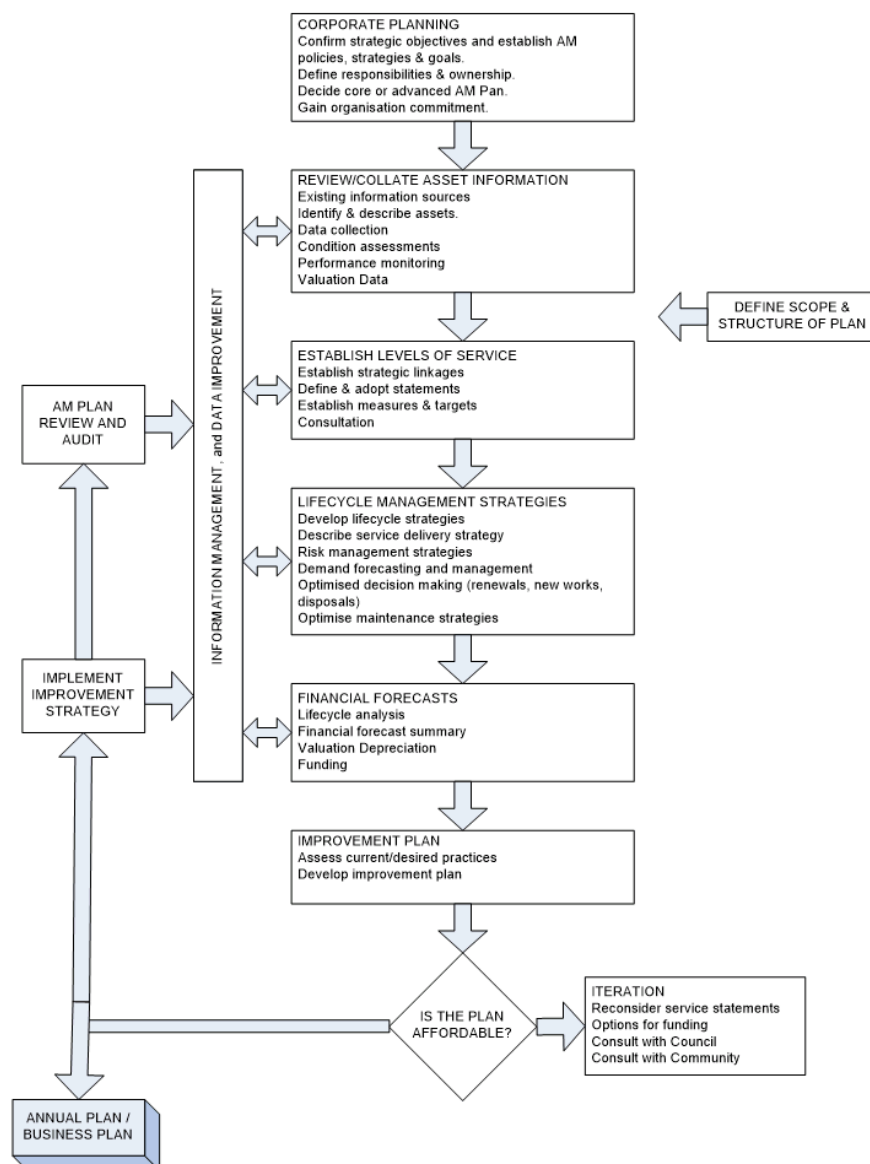 CORPORATE PLANNING
Confirm strategic objectives and establish AM
policies, strategies & goals.
Define responsibilities & ownership.
Decide core or advanced AM Pan.
Gain organisation commitment.
REVIEW/COLLATE ASSET INFORMATION
Existing information sources
Identify & describe assets.
Data collection
Condition assessments
Performance monitoring
Valuation Data
DEFINE SCOPE &
STRUCTURE OF PLAN
INFORMATION MANAGEMENT, and DATA IMPROVEMENT
ESTABLISH LEVELS OF SERVICE
Establish strategic linkages
Define & adopt statements
Establish measures & targets
Consultation
AM PLAN
REVIEW AND
AUDIT
LIFECYCLE MANAGEMENT STRATEGIES
Develop lifecycle strategies
Describe service delivery strategy
Risk management strategies
Demand forecasting and management
Optimised decision making (renewals, new works,
disposals)
Optimise maintenance strategies
IMPLEMENT
IMPROVEMENT
STRATEGY
FINANCIAL FORECASTS
Lifecycle analysis
Financial forecast summary
Valuation Depreciation
Funding
IMPROVEMENT PLAN
Assess current/desired practices
Develop improvement plan
IS THE PLAN
AFFORDABLE?
ITERATION
Reconsider service statements
Options for funding
Consult with Council
Consult with Community
ANNUAL PLAN /
BUSINESS PLAN